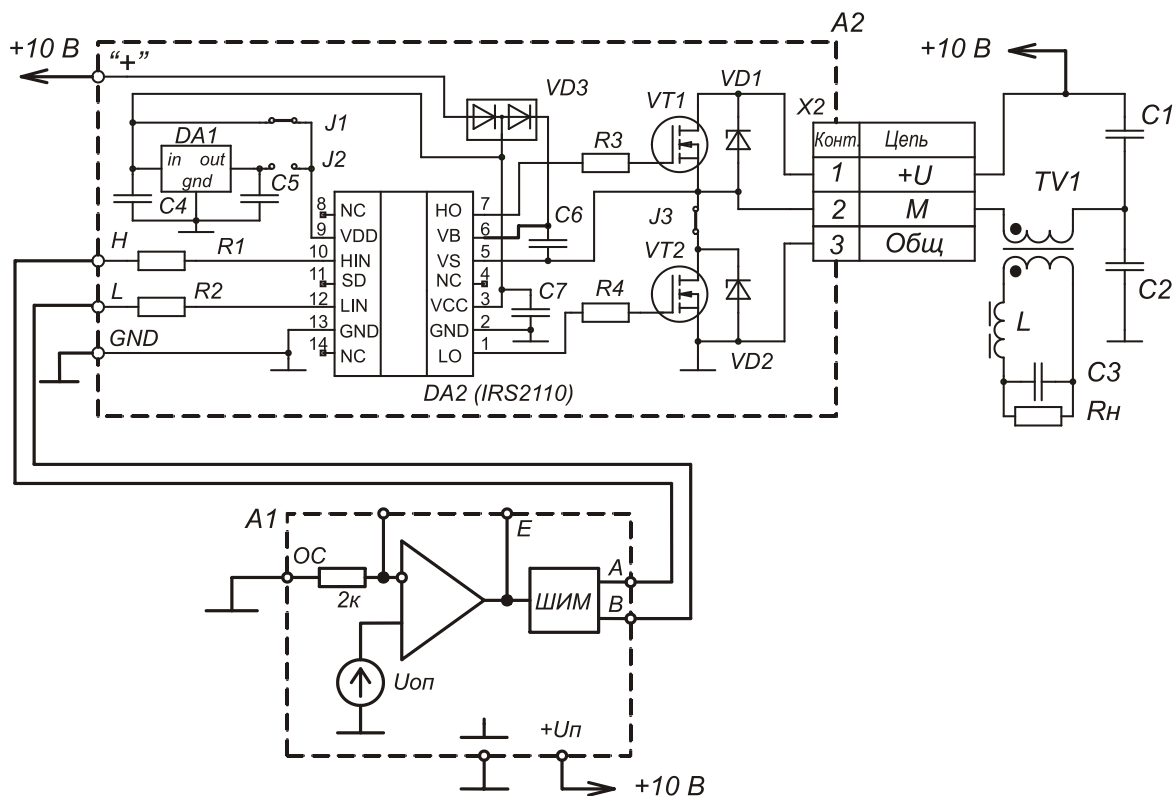 A2
+10 В
“+”
+10 В
VD3
VT1
VD1
X2
C1
DA1
in out
gnd
J1
J2
R3
Конт. Цепь
1 +U
2 М
3 Общ
TV1
C4
C5
C6
J3
8 NC HO 7
9 VDD VB 6
10 HIN VS 5
11 SD NC 4
12 LIN VCC 3
13 GND GND 2
14 NC LO 1
H
R1
L
R2
GND
VT2
R4
C7
VD2
C2
L
C3
Rн
DA2 (IRS2110)
A1
E
ОС
2к
ШИМ
A
B
Uоп
+Uп
+10 В